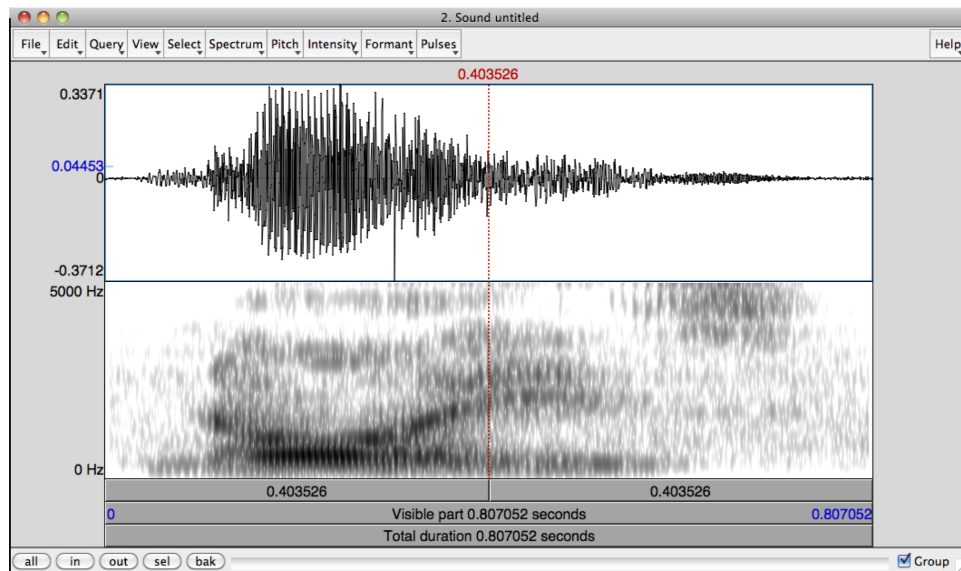 2. Sound untitled
File Edit Query View Select Spectrum Pitch Intensity Formant Pulses Help
0.403526
0.3371
0.04453
0
-0.3712
5000 Hz
0 Hz
0.403526 0.403526
0 Visible part 0.807052 seconds 0.807052
Total duration 0.807052 seconds
all in out sel bak Group